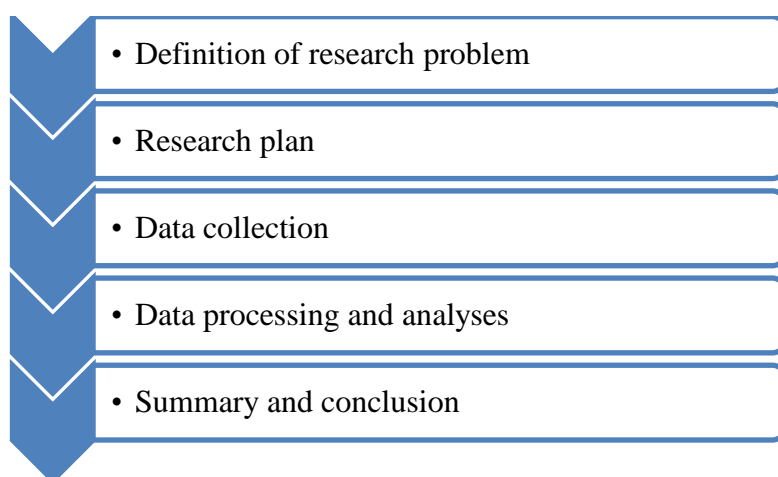 • Definition of research problem
• Research plan
• Data collection
• Data processing and analyses
• Summary and conclusion